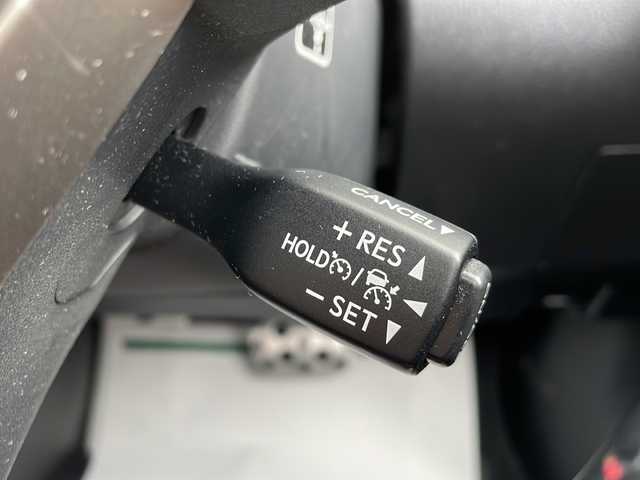 CANCEL▼
+ RES ▲
HOLD /
− SET ▼